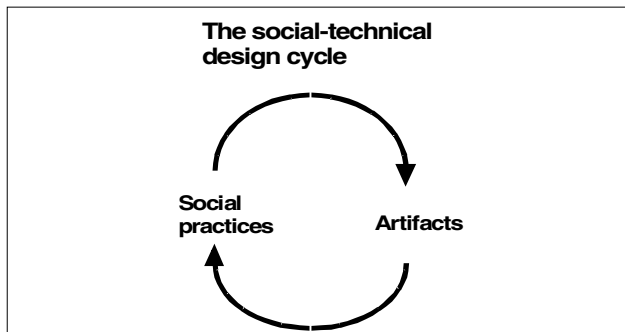 The social-technical
design cycle
Social
practices
Artifacts